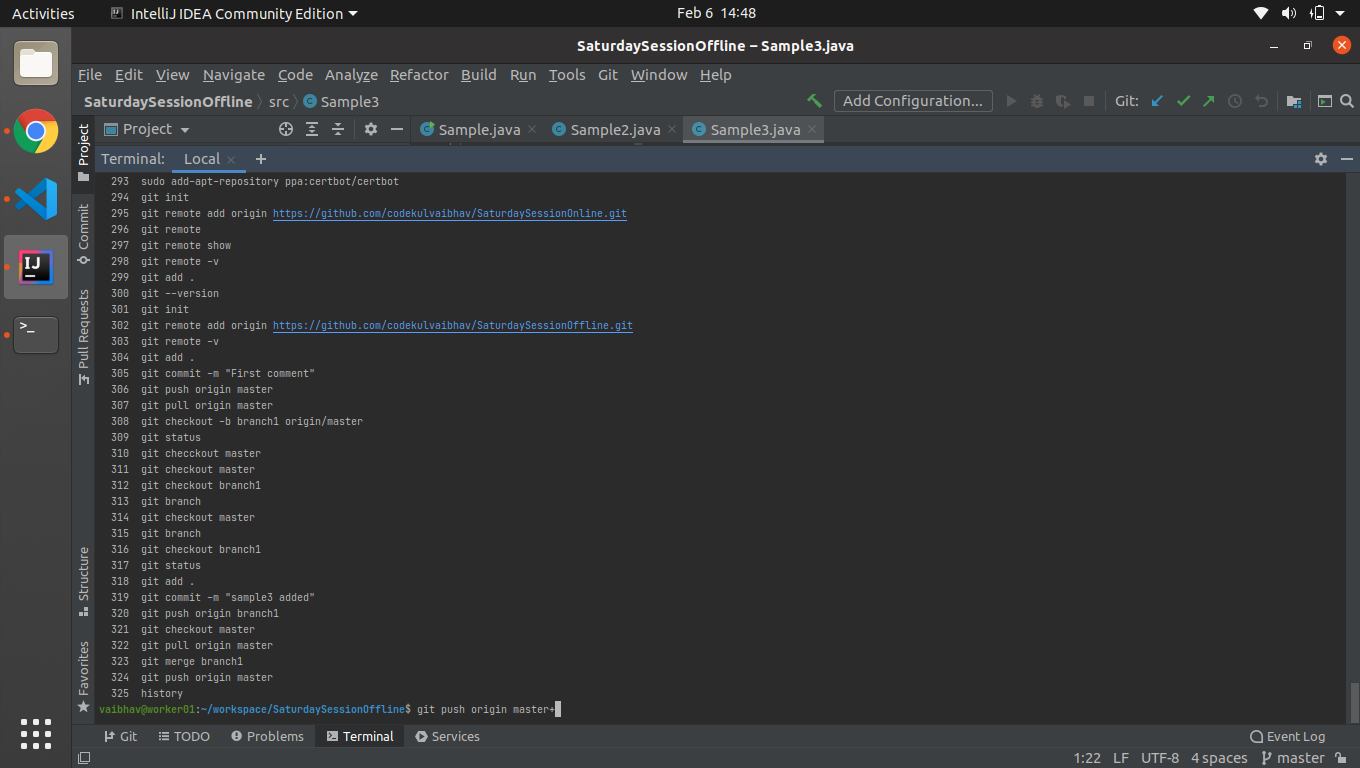 Activities IntelliJ IDEA Community Edition Feb 6 14:48
SaturdaySessionOffline – Sample3.java
File Edit View Navigate Code Analyze Refactor Build Run Tools Git Window Help
SaturdaySessionOffline src Sample3 Add Configuration... Git:
Project Sample.java Sample2.java Sample3.java
Terminal: Local
293 sudo add-apt-repository ppa:certbot/certbot
294 git init
295 git remote add origin https://github.com/codekulvaibhav/SaturdaySessionOnline.git
296 git remote
297 git remote show
298 git remote -v
299 git add .
300 git --version
301 git init
302 git remote add origin https://github.com/codekulvaibhav/SaturdaySessionOffline.git
303 git remote -v
304 git add .
305 git commit -m "First comment"
306 git push origin master
307 git pull origin master
308 git checkout -b branch1 origin/master
309 git status
310 git checckout master
311 git checkout master
312 git checkout branch1
313 git branch
314 git checkout master
315 git branch
316 git checkout branch1
317 git status
318 git add .
319 git commit -m "sample3 added"
320 git push origin branch1
321 git checkout master
322 git pull origin master
323 git merge branch1
324 git push origin master
325 history
vaibhav@worker01:~/workspace/SaturdaySessionOffline$ git push origin master+
Project
Commit
Pull Requests
Structure
Favorites
Git TODO Problems Terminal Services Event Log
1:22 LF UTF-8 4 spaces master